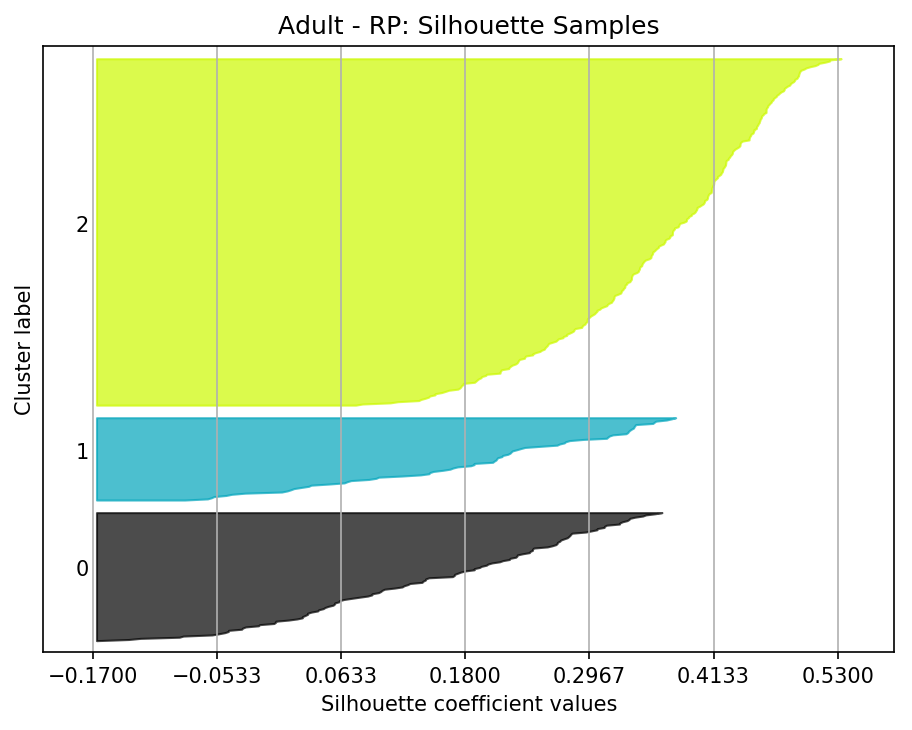 Adult - RP: Silhouette Samples
Cluster label
2
1
0
−0.1700 −0.0533 0.0633 0.1800 0.2967 0.4133 0.5300
Silhouette coefficient values